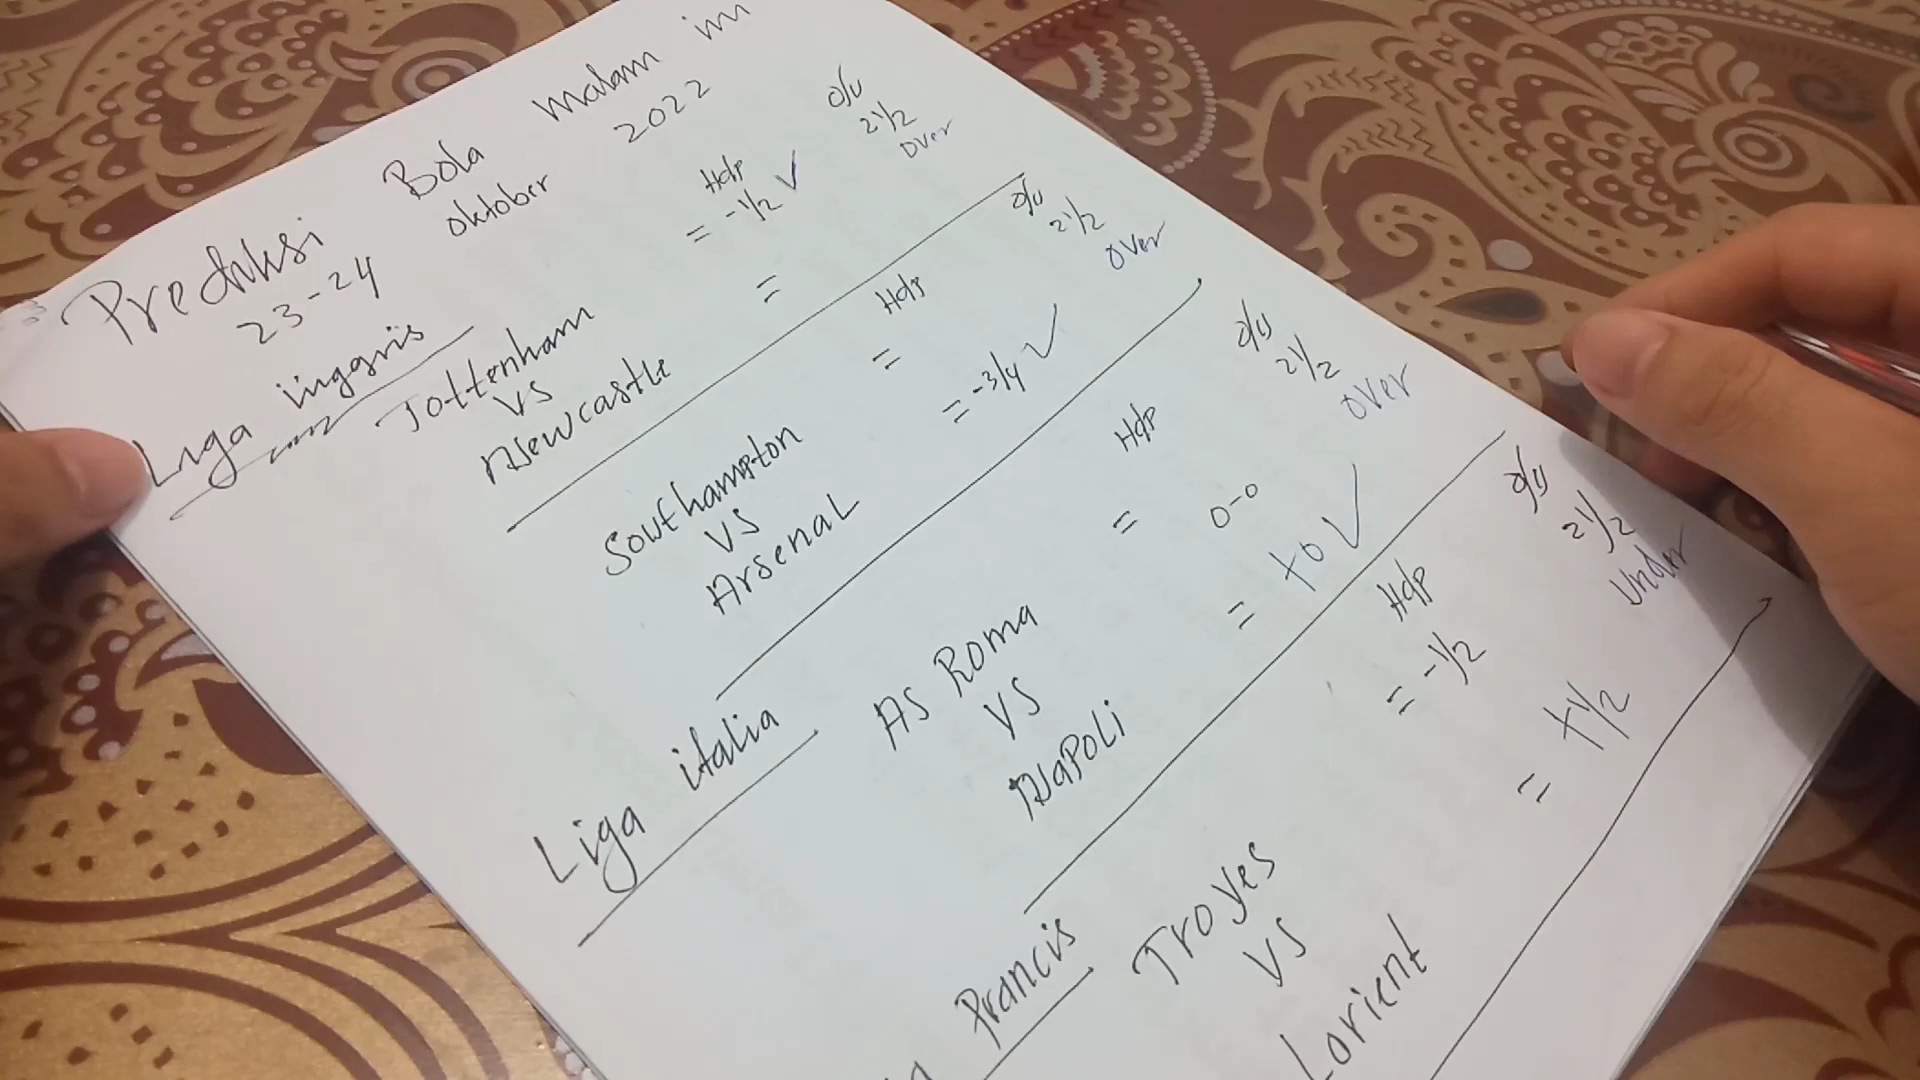 Prediksi Bola Malam ini
23-24 oktober 2022
Liga inggris
Tottenham = -1/2 ✓
VS
Newcastle =
Hdp
O/U
2 1/2
over
Southampton =
VS
Arsenal = -3/4 ✓
Hdp
O/U
2 1/2
over
Liga italia
AS Roma = 0-0
VS
Napoli = +0 ✓
Hdp
O/U
2 1/2
over
Prancis
Troyes = -1/2
VS
Lorient = +1/2
Hdp
O/U
2 1/2
Under